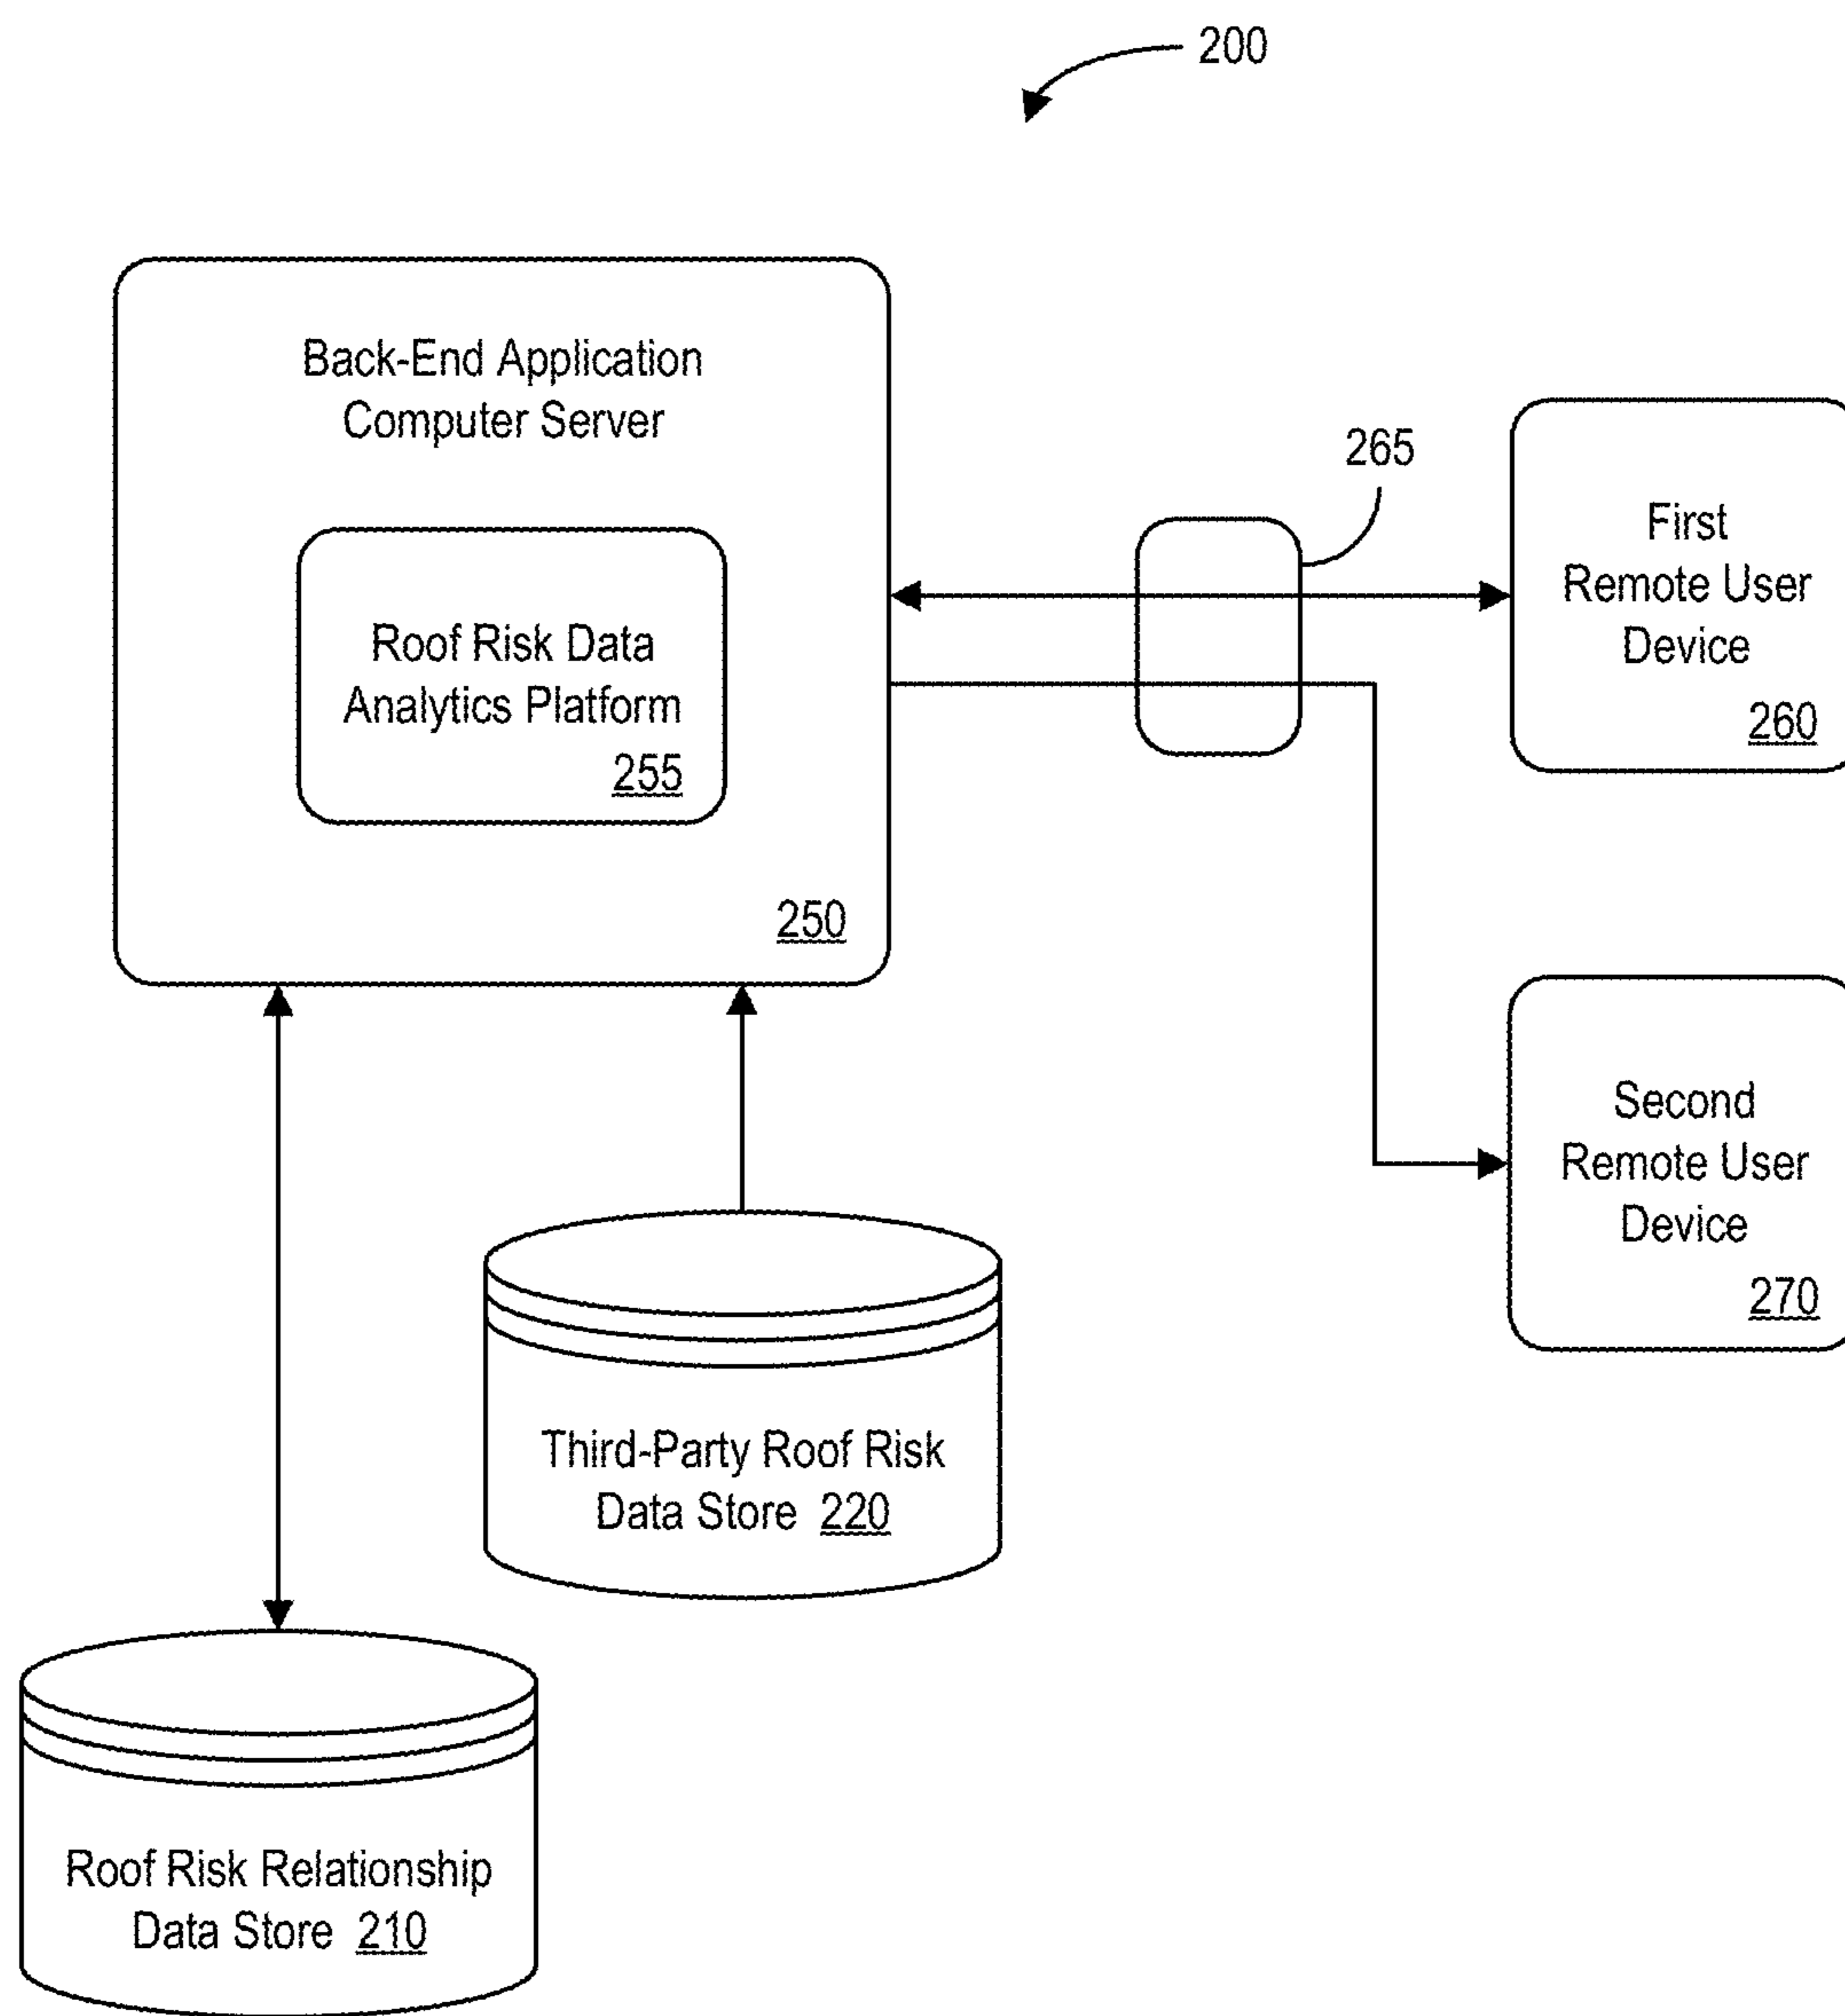 200
Back-End Application
Computer Server
Roof Risk Data
Analytics Platform
255
250
265
First
Remote User
Device
260
Second
Remote User
Device
270
Third-Party Roof Risk
Data Store 220
Roof Risk Relationship
Data Store 210